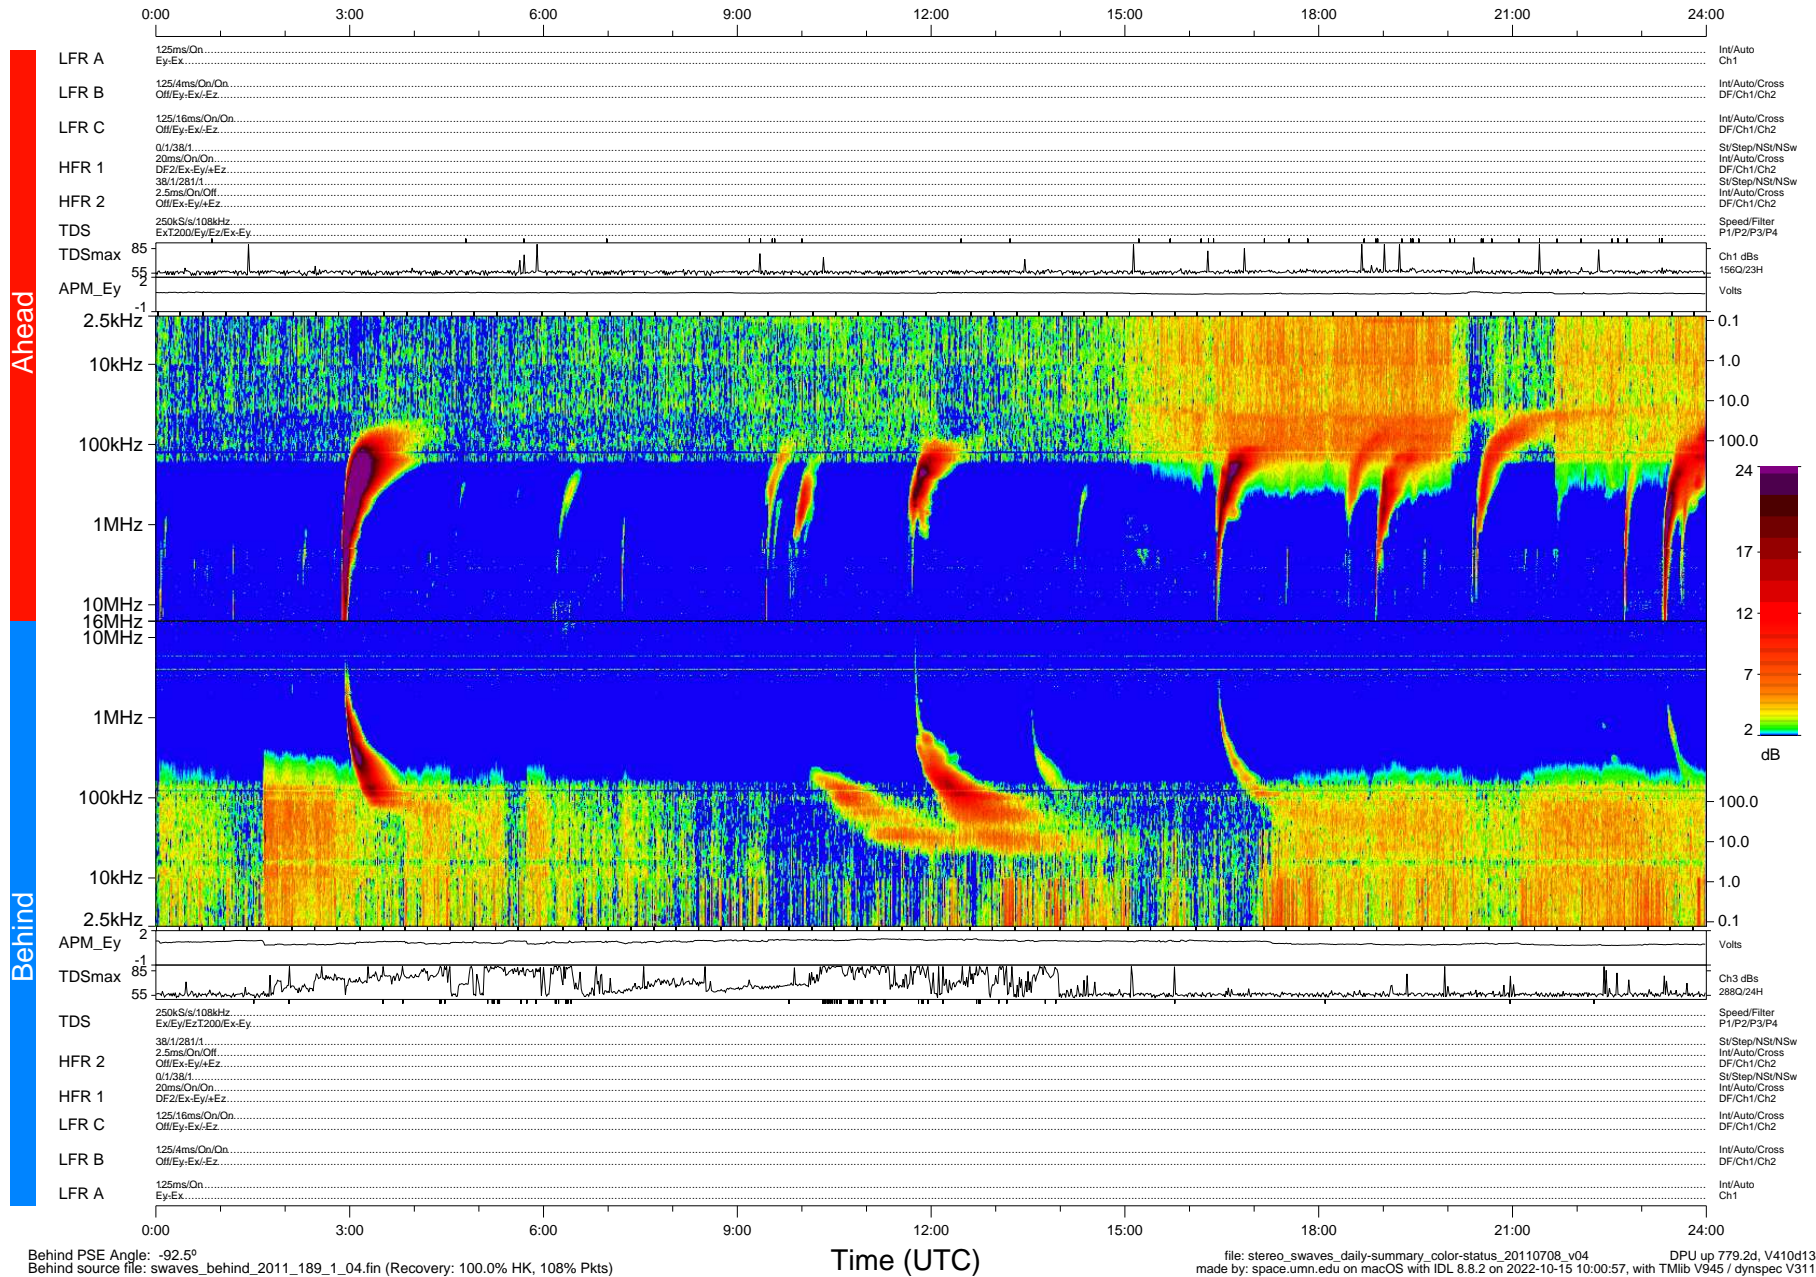 0:00 3:00 6:00 9:00 12:00 15:00 18:00 21:00 24:00
Ahead
LFR A 125ms/On Int/Auto
Ey-Ex Ch1
LFR B 125/4ms/On/On Int/Auto/Cross
Off/Ey-Ex/-Ez DF/Ch1/Ch2
LFR C 125/16ms/On/On Int/Auto/Cross
Off/Ey-Ex/-Ez DF/Ch1/Ch2
0/1/38/1 St/Step/NSt/NSw
HFR 1 20ms/On/On Int/Auto/Cross
DF2/Ex-Ey/+Ez DF/Ch1/Ch2
38/1/281/1 St/Step/NSt/NSw
HFR 2 2.5ms/On/Off Int/Auto/Cross
Off/Ex-Ey/+Ez DF/Ch1/Ch2
TDS 250kS/s/108kHz Speed/Filter
ExT200/Ey/Ez/Ex-Ey P1/P2/P3/P4
TDSmax 85 Ch1 dBs
55 156Q/23H
APM_Ey 2 Volts
-1
2.5kHz 0.1
10kHz 1.0
10.0
100kHz 100.0
1MHz
10MHz
16MHz
24
17
12
7
2
dB
Behind
10MHz
1MHz
100kHz 100.0
10.0
10kHz 1.0
2.5kHz 0.1
APM_Ey 2 Volts
-1
TDSmax 85 Ch3 dBs
55 288Q/24H
TDS 250kS/s/108kHz Speed/Filter
Ex/Ey/EzT200/Ex-Ey P1/P2/P3/P4
38/1/281/1 St/Step/NSt/NSw
HFR 2 2.5ms/On/Off Int/Auto/Cross
Off/Ex-Ey/+Ez DF/Ch1/Ch2
0/1/38/1 St/Step/NSt/NSw
HFR 1 20ms/On/On Int/Auto/Cross
DF2/Ex-Ey/+Ez DF/Ch1/Ch2
LFR C 125/16ms/On/On Int/Auto/Cross
Off/Ey-Ex/-Ez DF/Ch1/Ch2
LFR B 125/4ms/On/On Int/Auto/Cross
Off/Ey-Ex/-Ez DF/Ch1/Ch2
LFR A 125ms/On Int/Auto
Ey-Ex Ch1
0:00 3:00 6:00 9:00 12:00 15:00 18:00 21:00 24:00
Time (UTC)
Behind PSE Angle: -92.5º
Behind source file: swaves_behind_2011_189_1_04.fin (Recovery: 100.0% HK, 108% Pkts)
file: stereo_swaves_daily-summary_color-status_20110708_v04 DPU up 779.2d, V410d13
made by: space.umn.edu on macOS with IDL 8.8.2 on 2022-10-15 10:00:57, with TMlib V945 / dynspec V311